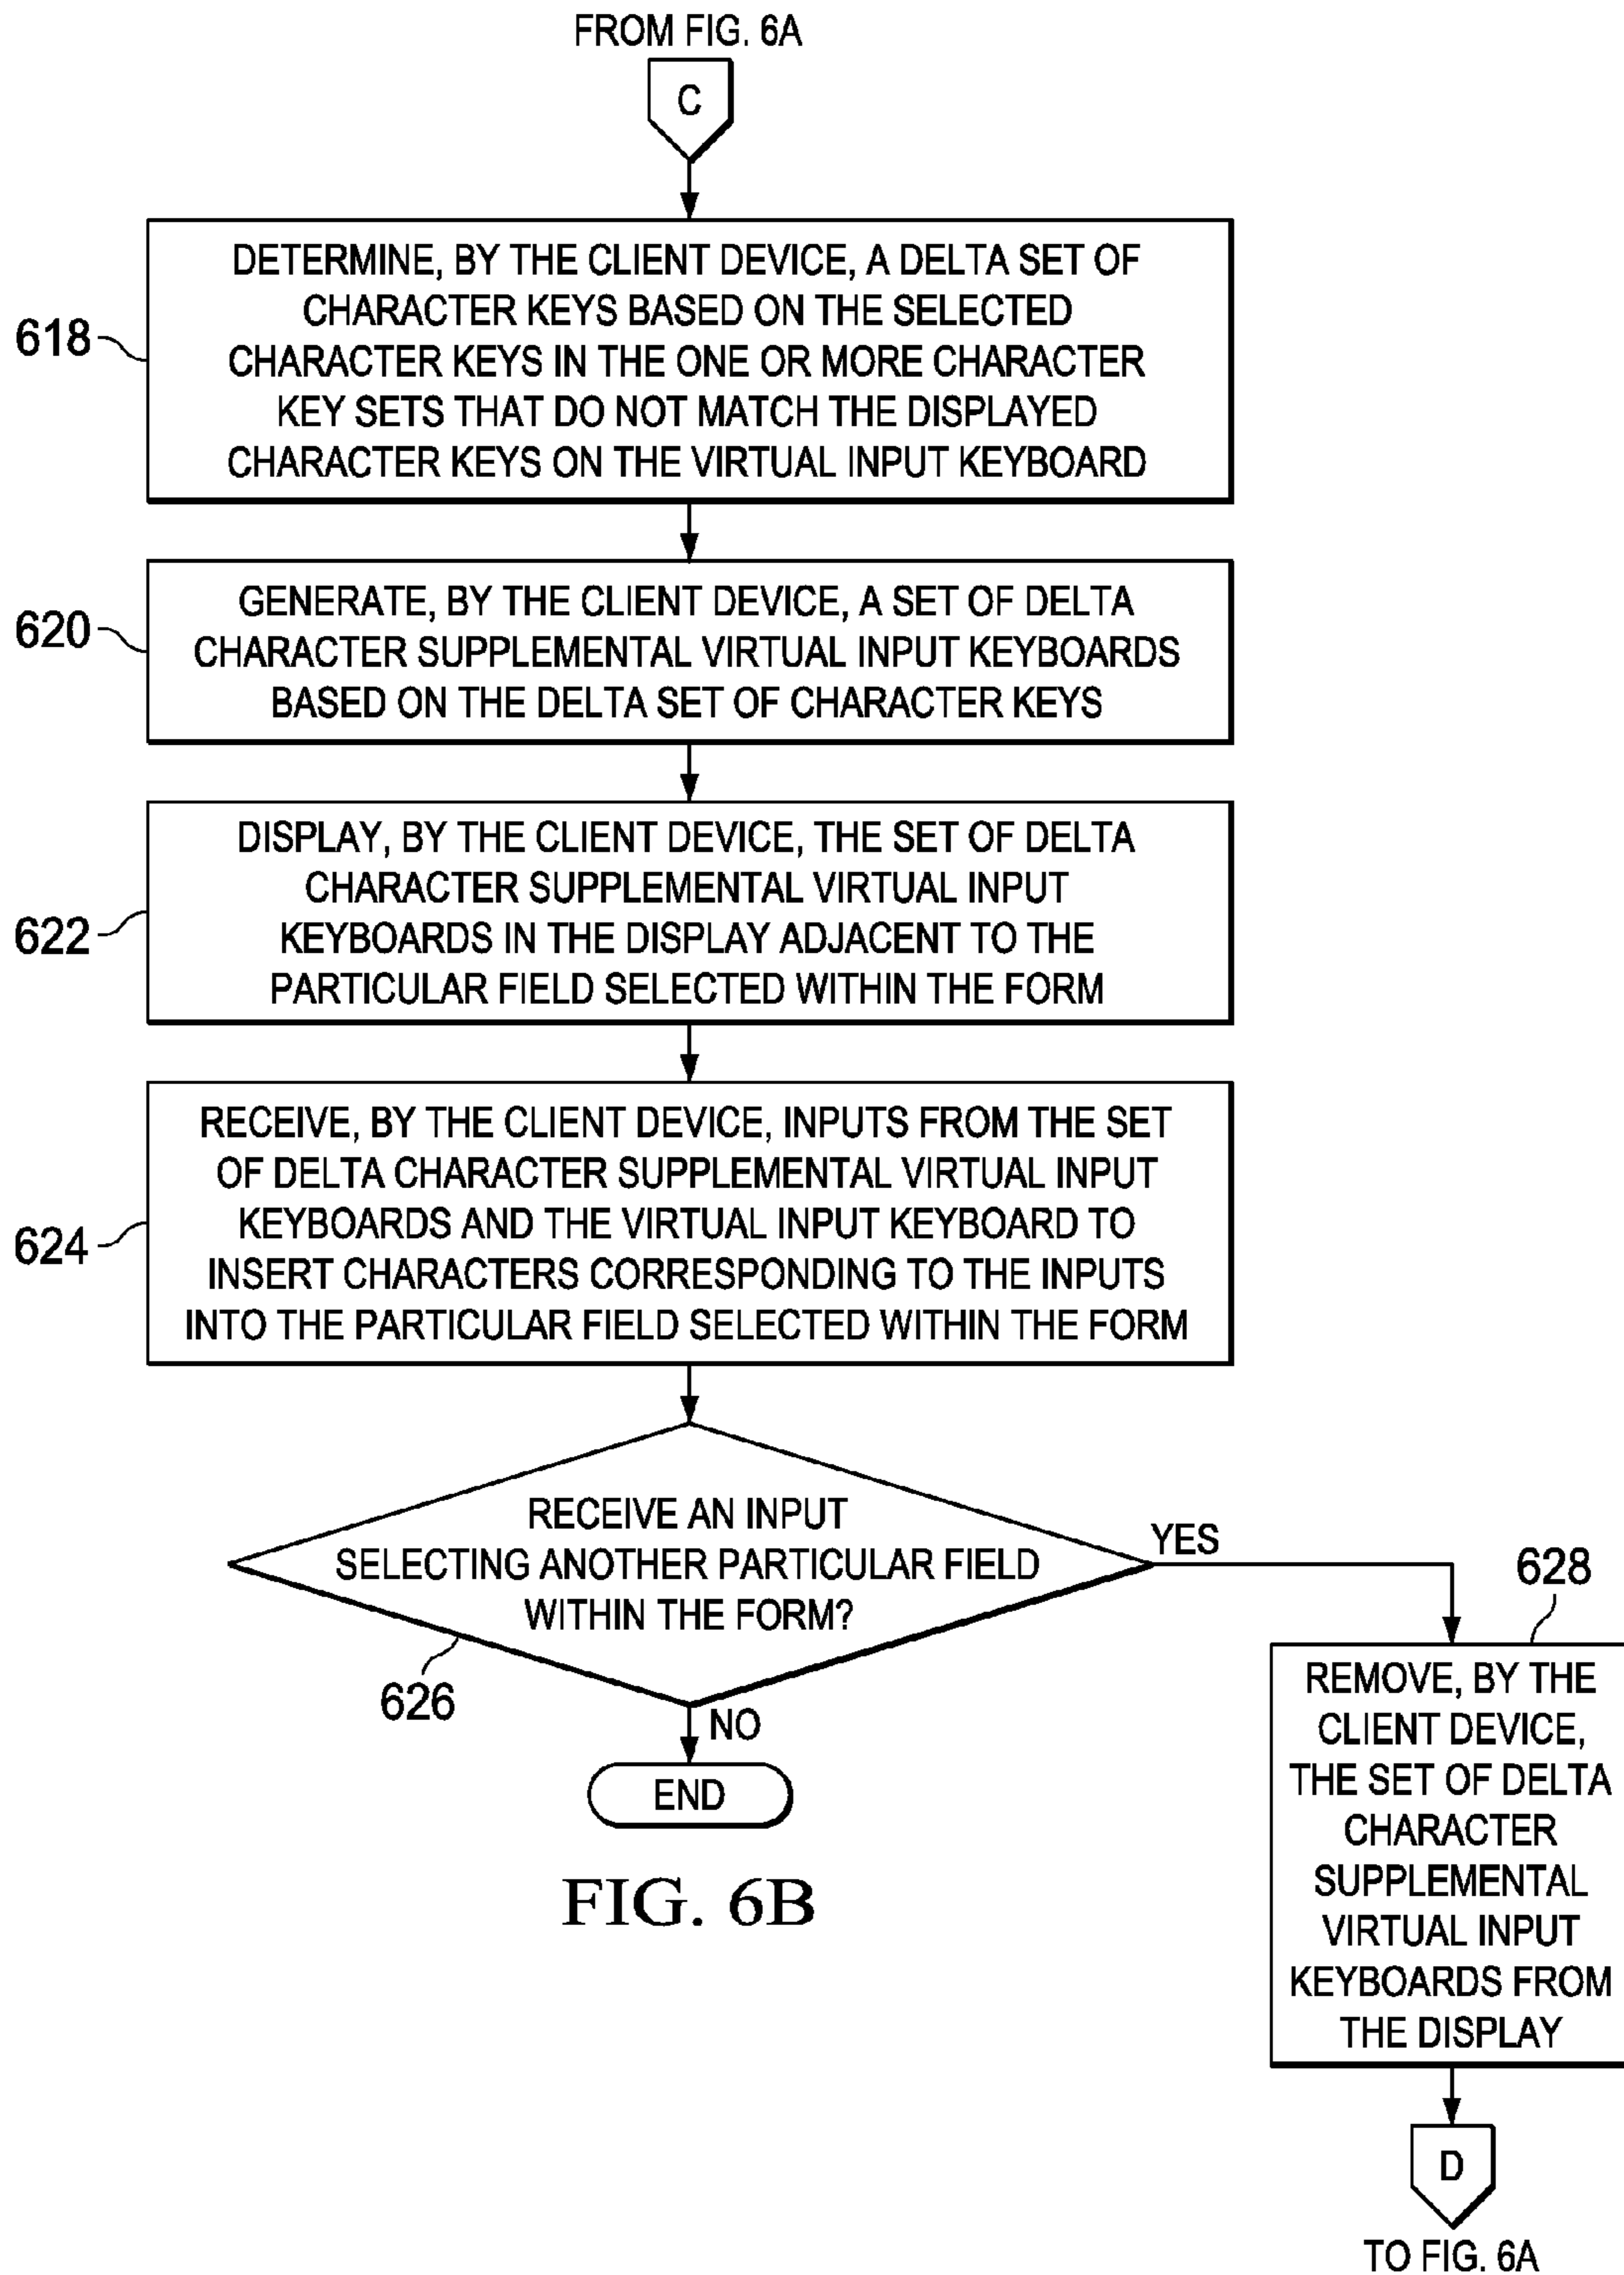 FROM FIG. 6A
C
618
DETERMINE, BY THE CLIENT DEVICE, A DELTA SET OF
CHARACTER KEYS BASED ON THE SELECTED
CHARACTER KEYS IN THE ONE OR MORE CHARACTER
KEY SETS THAT DO NOT MATCH THE DISPLAYED
CHARACTER KEYS ON THE VIRTUAL INPUT KEYBOARD
620
GENERATE, BY THE CLIENT DEVICE, A SET OF DELTA
CHARACTER SUPPLEMENTAL VIRTUAL INPUT KEYBOARDS
BASED ON THE DELTA SET OF CHARACTER KEYS
622
DISPLAY, BY THE CLIENT DEVICE, THE SET OF DELTA
CHARACTER SUPPLEMENTAL VIRTUAL INPUT
KEYBOARDS IN THE DISPLAY ADJACENT TO THE
PARTICULAR FIELD SELECTED WITHIN THE FORM
624
RECEIVE, BY THE CLIENT DEVICE, INPUTS FROM THE SET
OF DELTA CHARACTER SUPPLEMENTAL VIRTUAL INPUT
KEYBOARDS AND THE VIRTUAL INPUT KEYBOARD TO
INSERT CHARACTERS CORRESPONDING TO THE INPUTS
INTO THE PARTICULAR FIELD SELECTED WITHIN THE FORM
RECEIVE AN INPUT
SELECTING ANOTHER PARTICULAR FIELD
WITHIN THE FORM?
626
YES
NO
END
628
REMOVE, BY THE
CLIENT DEVICE,
THE SET OF DELTA
CHARACTER
SUPPLEMENTAL
VIRTUAL INPUT
KEYBOARDS FROM
THE DISPLAY
D
TO FIG. 6A
FIG. 6B